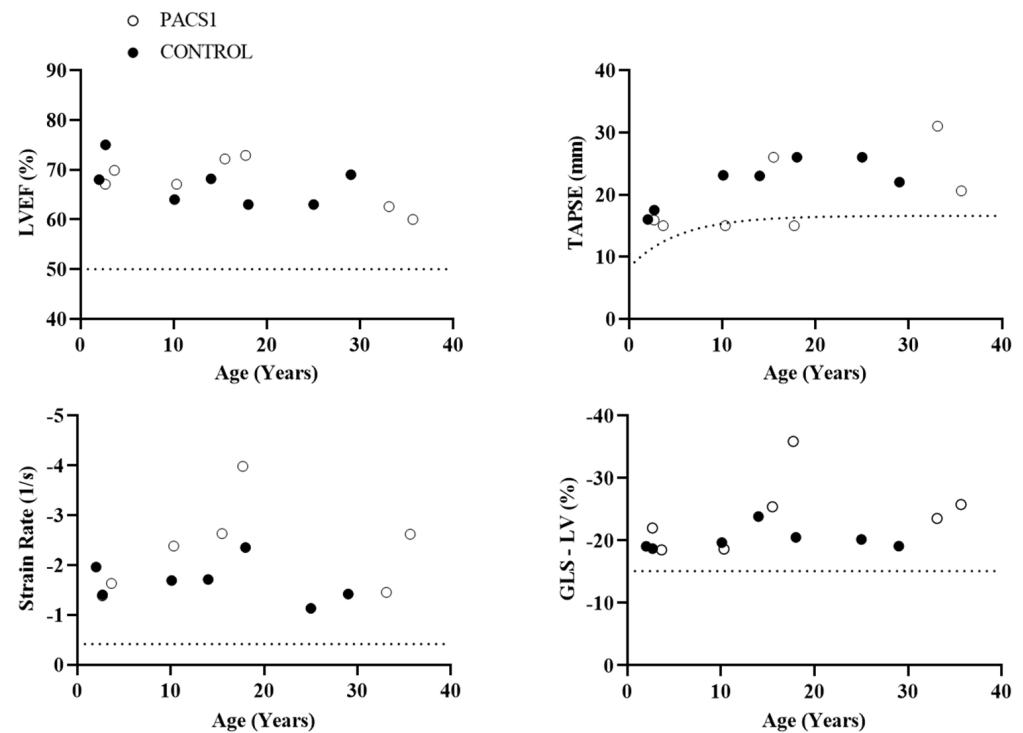 PACS1
CONTROL
90
80
70
60
50
40
LVEF (%)
0 10 20 30 40
Age (Years)
40
30
20
10
0
TAPSE (mm)
0 10 20 30 40
Age (Years)
-5
-4
-3
-2
-1
0
Strain Rate (1/s)
0 10 20 30 40
Age (Years)
-40
-30
-20
-10
0
GLS - LV (%)
0 10 20 30 40
Age (Years)